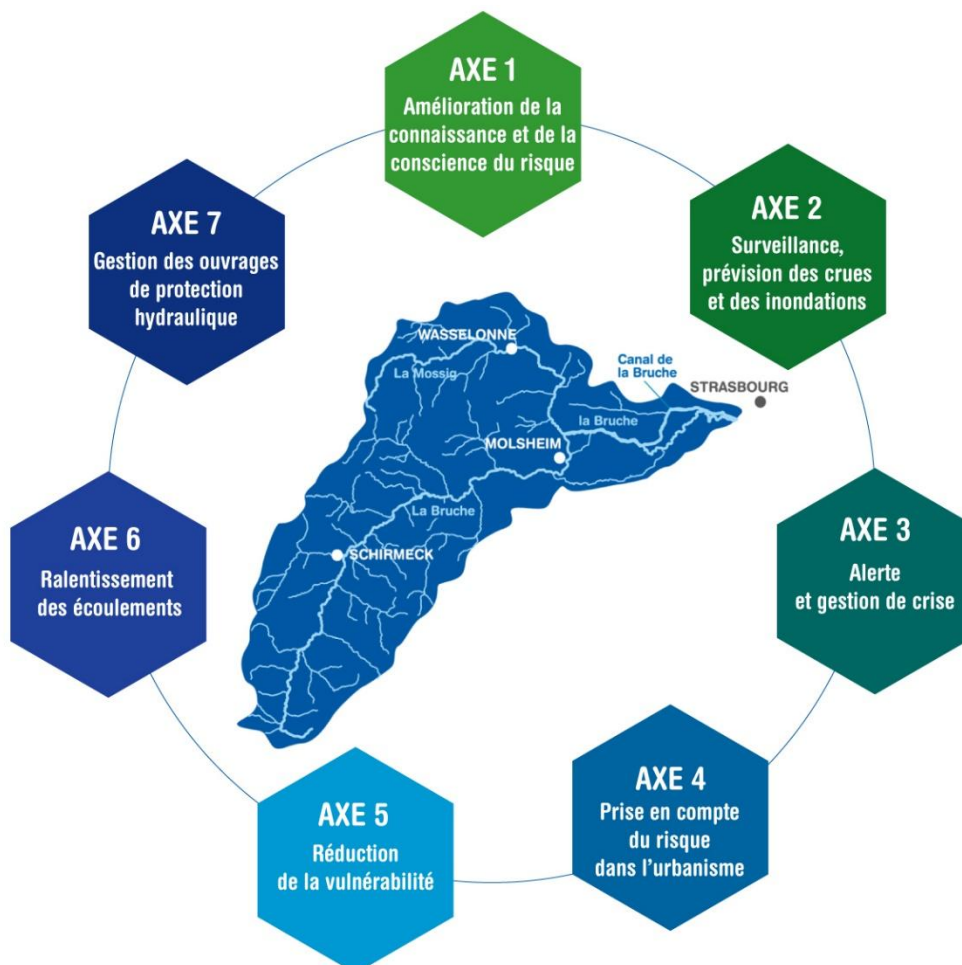 AXE 1
Amélioration de la
connaissance et de la
conscience du risque
AXE 2
Surveillance,
prévision des crues
et des inondations
AXE 3
Alerte
et gestion de crise
AXE 4
Prise en compte
du risque
dans l'urbanisme
AXE 5
Réduction
de la vulnérabilité
AXE 6
Ralentissement
des écoulements
AXE 7
Gestion des ouvrages
de protection
hydraulique
WASSELONNE
La Mossig
Canal de
la Bruche
STRASBOURG
la Bruche
MOLSHEIM
La Bruche
SCHIRMECK